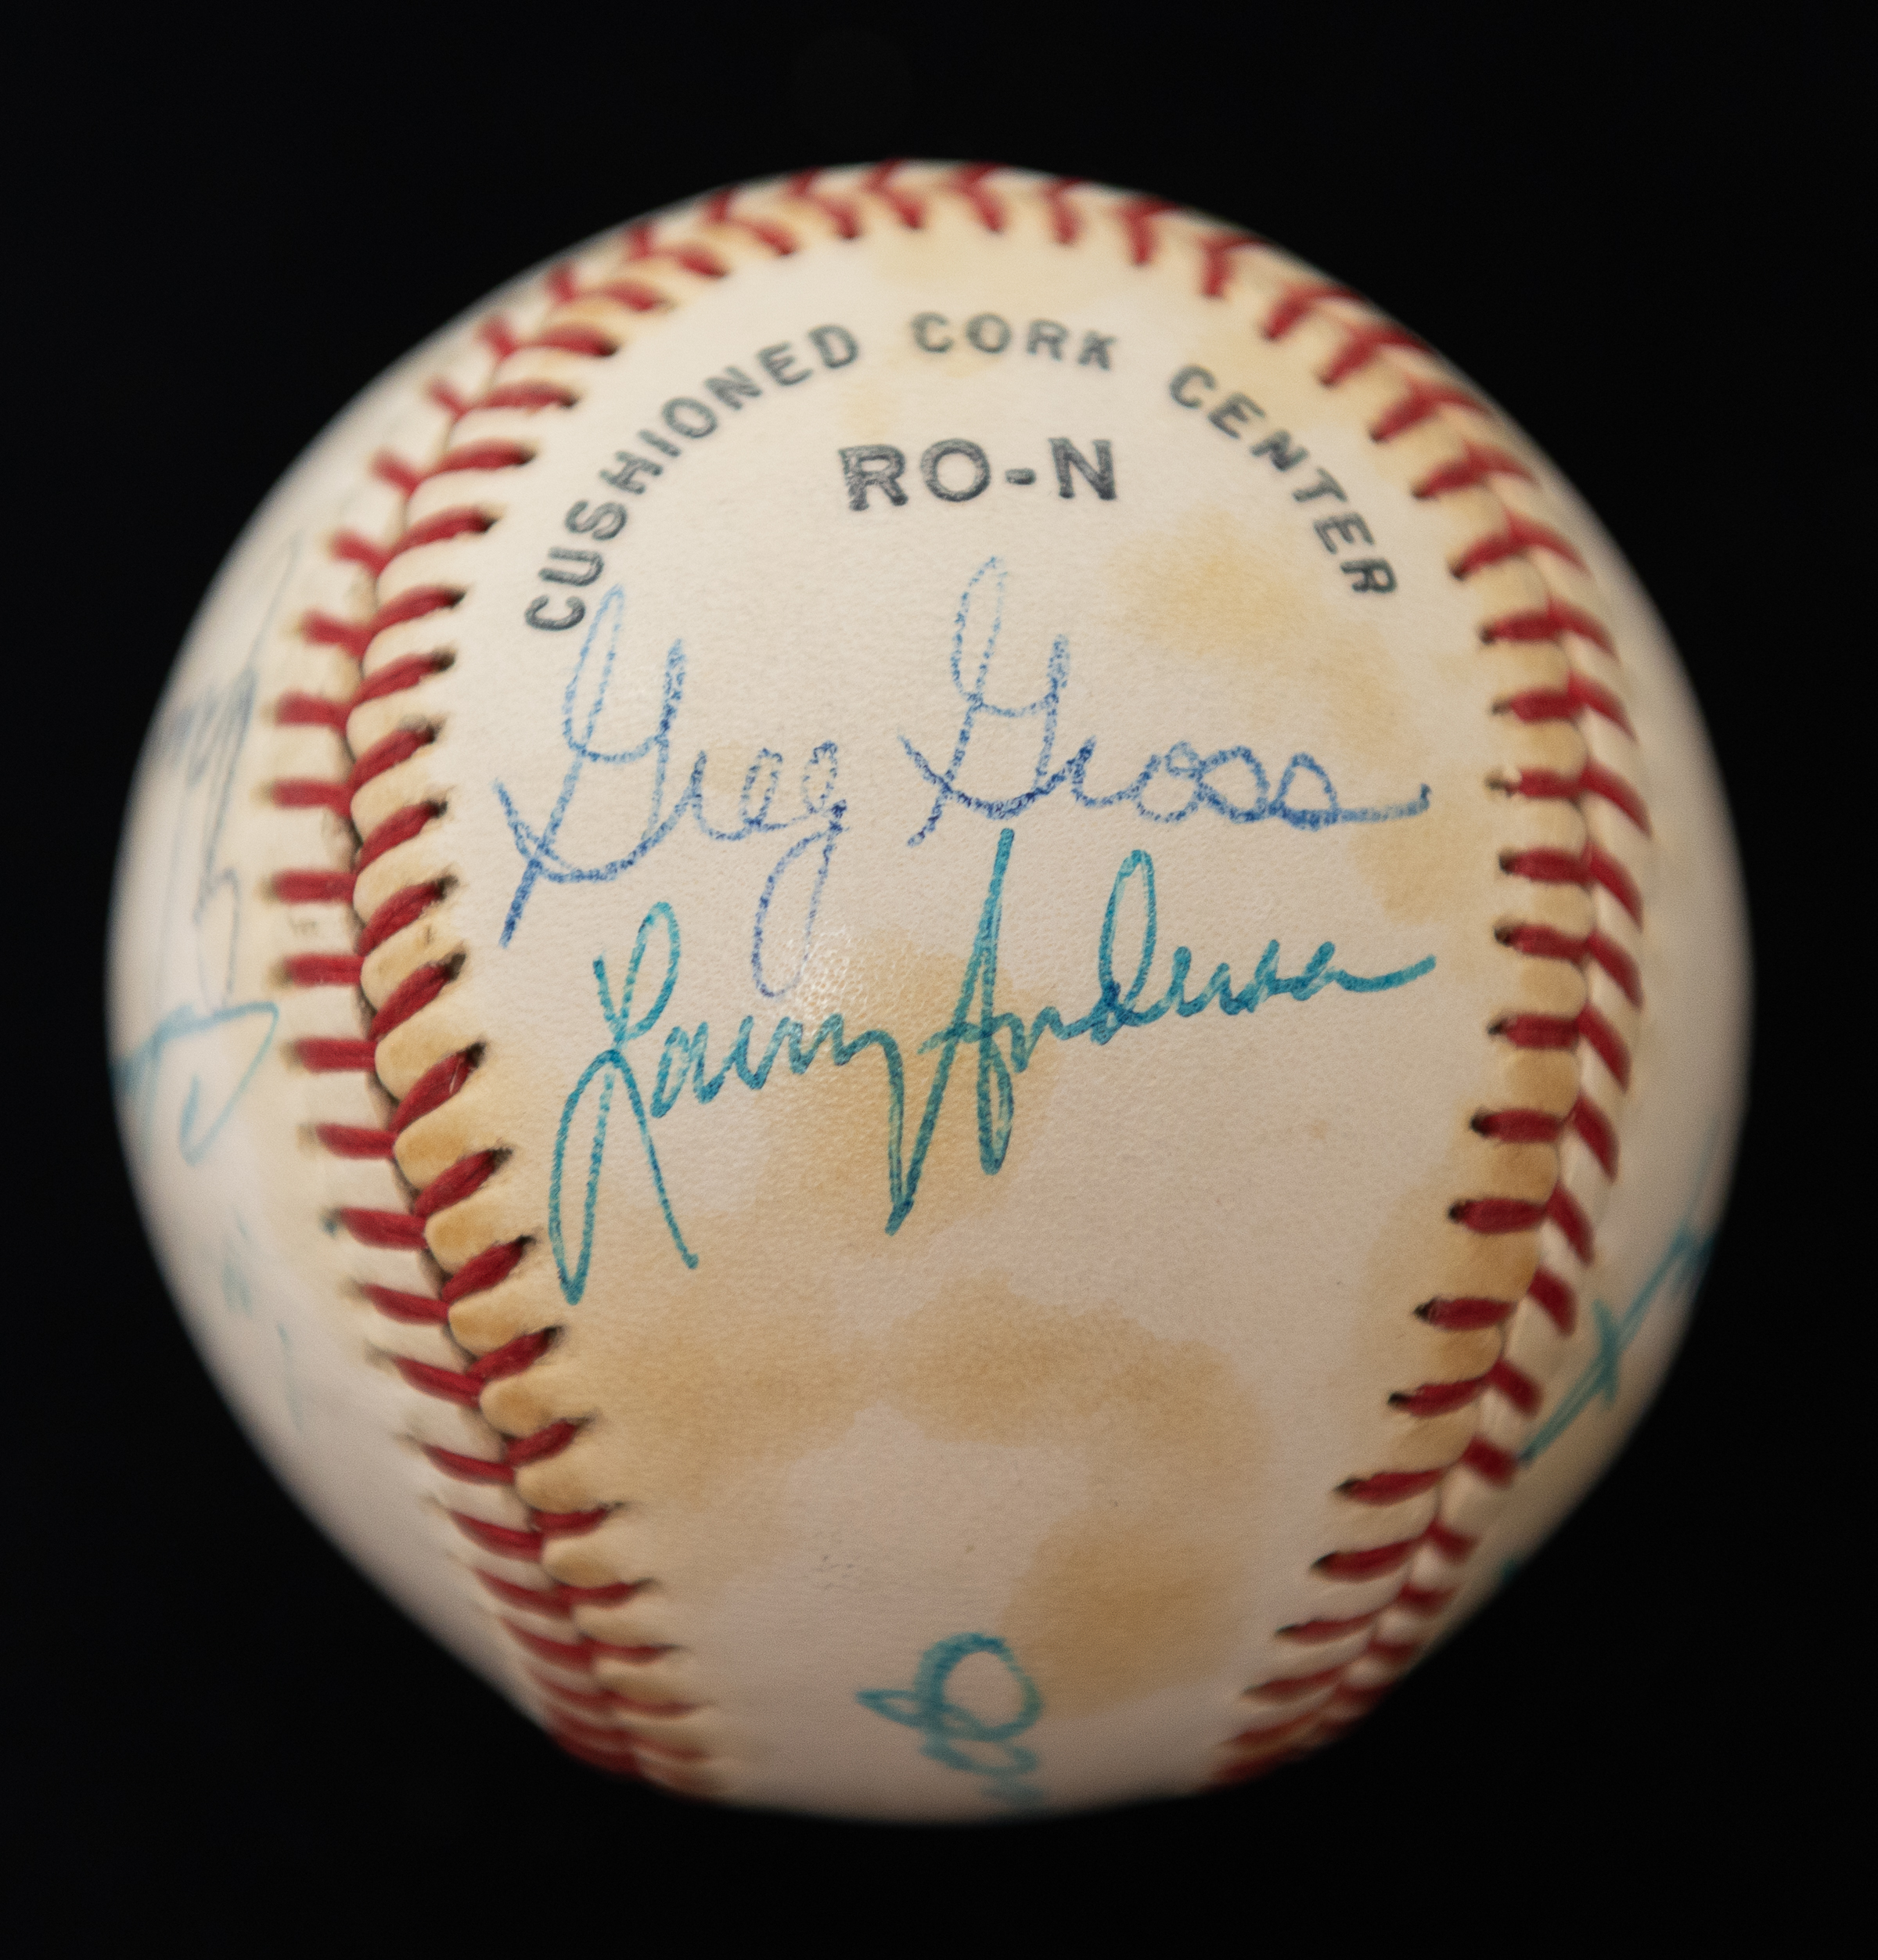 CUSHIONED CORK CENTER
RO-N
Greg Gross
Larry Andersen